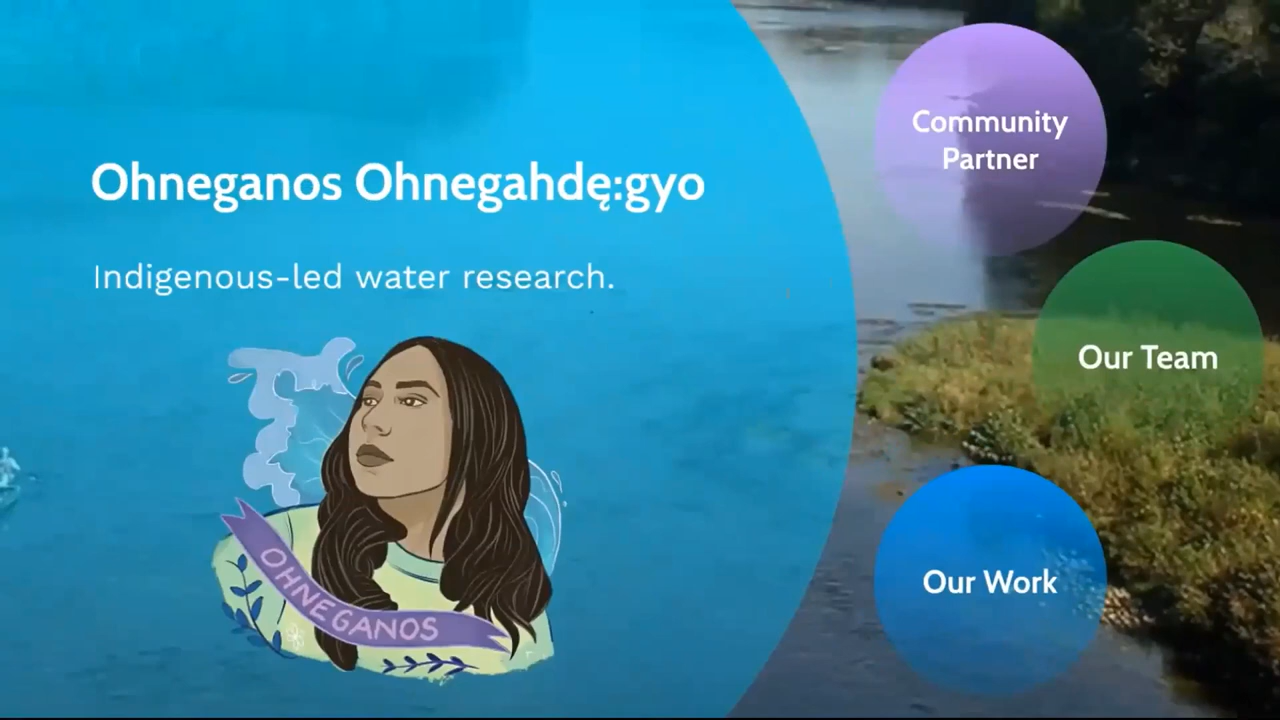 Ohneganos Ohnegahdę:gyo
Indigenous-led water research.
OHNEGANOS
Community
Partner
Our Team
Our Work